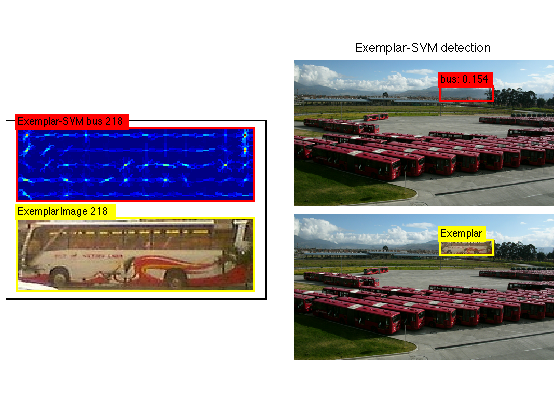 Exemplar-SVM detection
bus: 0.154
Exemplar-SVM bus 218
ExemplarImage 218
Exemplar